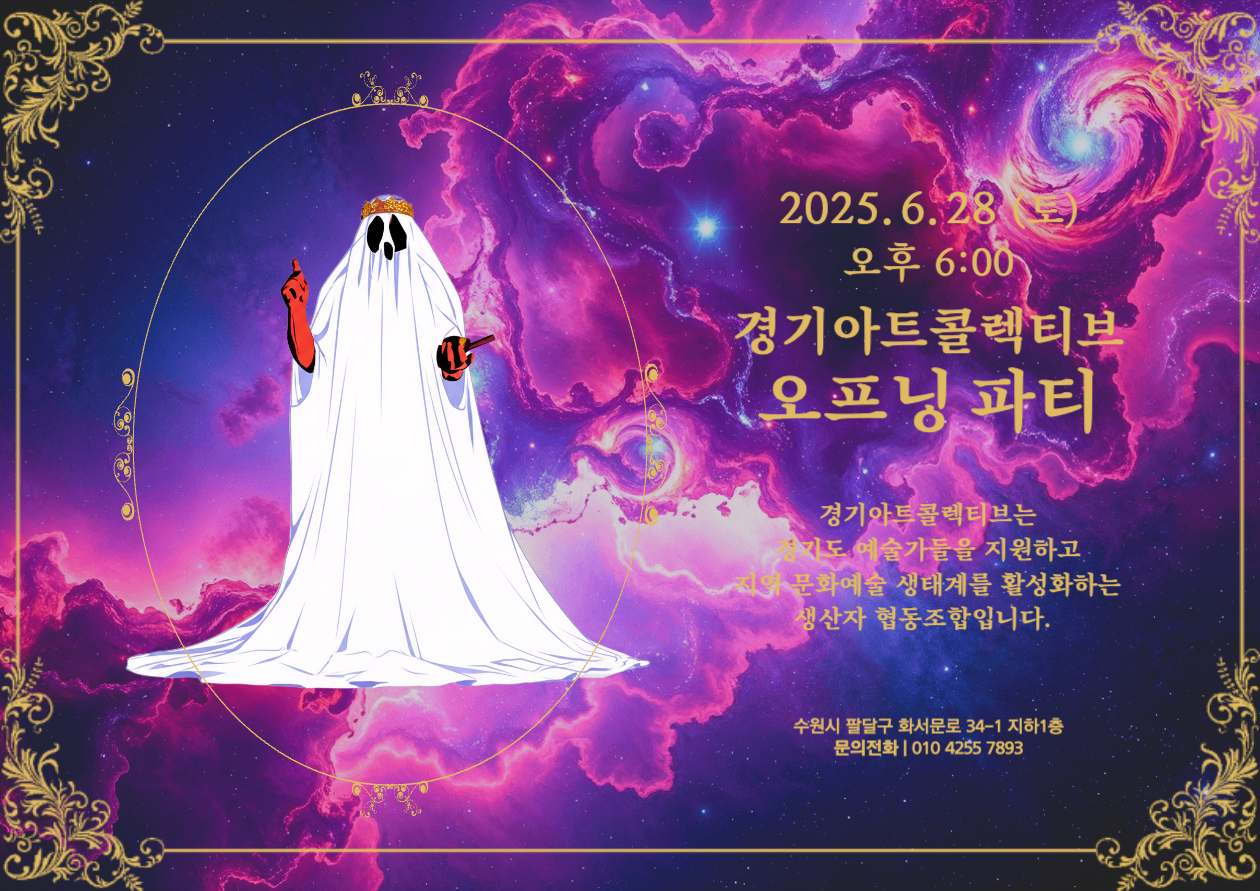 2025. 6. 28 (토)
오후 6:00
경기아트콜렉티브
오프닝 파티
경기아트콜렉티브는
경기도 예술가들을 지원하고
지역 문화예술 생태계를 활성화하는
생산자 협동조합입니다.
수원시 팔달구 화서문로 34-1 지하1층
문의전화 | 010 4255 7893